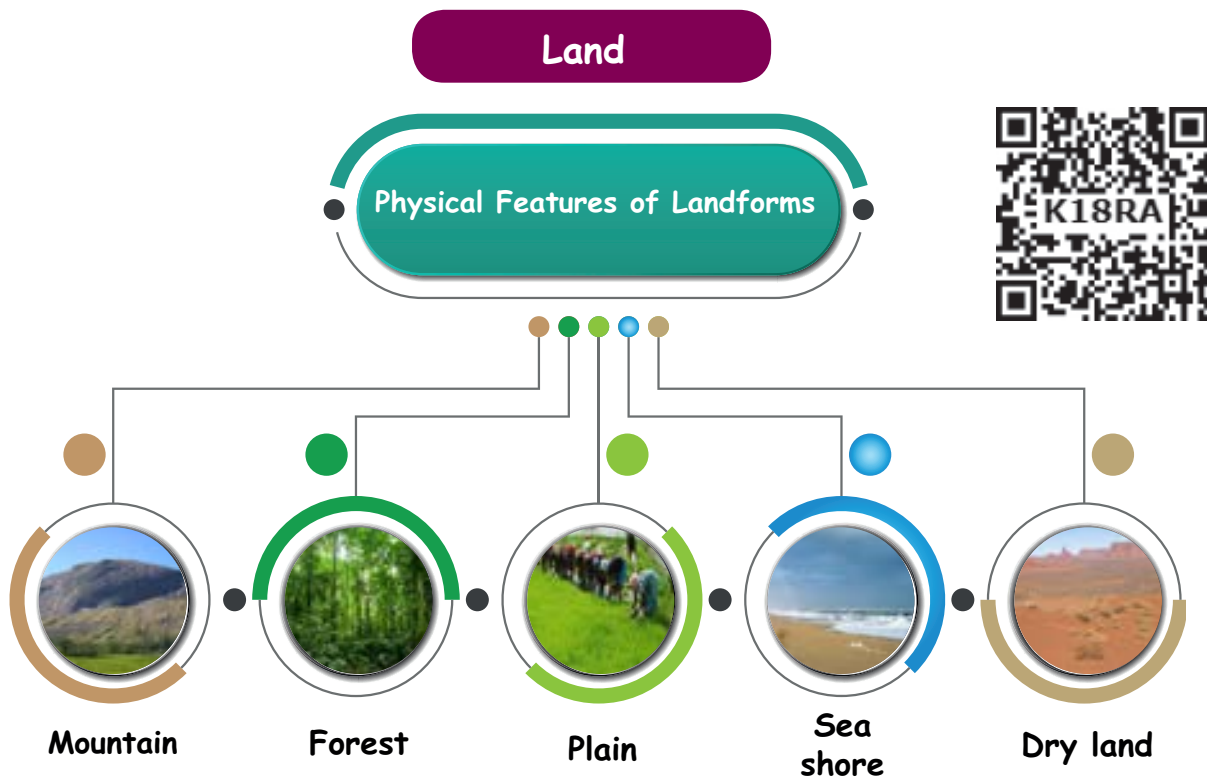 Land
Physical Features of Landforms
K18RA
Mountain
Forest
Plain
Sea
shore
Dry land